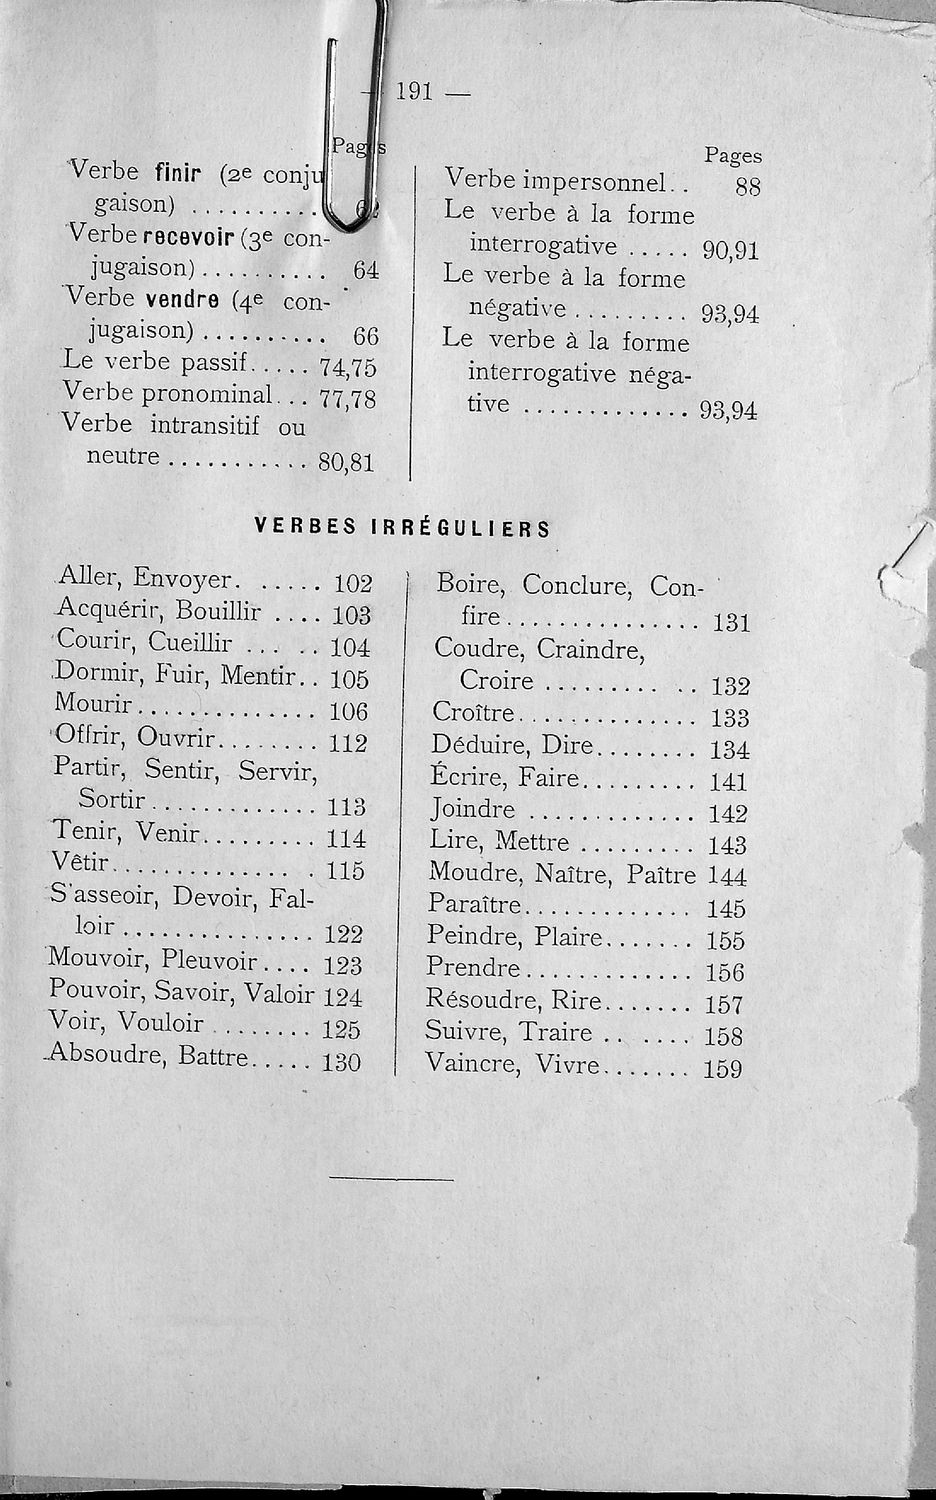 — 191 —
Pages
Verbe finir (2e conju
gaison) ..........
Verbe recevoir (3e con-
jugaison).......... 64
Verbe vendre (4e con-
jugaison).......... 66
Le verbe passif..... 74,75
Verbe pronominal... 77,78
Verbe intransitif ou
neutre ........... 80,81
Pages
Verbe impersonnel.. 88
Le verbe à la forme
interrogative ..... 90,91
Le verbe à la forme
négative ......... 93,94
Le verbe à la forme
interrogative néga-
tive ............. 93,94
VERBES IRRÉGULIERS
Aller, Envoyer. ..... 102
Acquérir, Bouillir .... 103
Courir, Cueillir ... .. 104
Dormir, Fuir, Mentir.. 105
Mourir.............. 106
Offrir, Ouvrir........ 112
Partir, Sentir, Servir,
Sortir............. 113
Tenir, Venir......... 114
Vêtir.............. . 115
S'asseoir, Devoir, Fal-
loir ............... 122
Mouvoir, Pleuvoir.... 123
Pouvoir, Savoir, Valoir 124
Voir, Vouloir ........ 125
Absoudre, Battre..... 130
Boire, Conclure, Con-
fire............... 131
Coudre, Craindre,
Croire ......... .. 132
Croître.............. 133
Déduire, Dire........ 134
Écrire, Faire......... 141
Joindre ............. 142
Lire, Mettre ......... 143
Moudre, Naître, Paître 144
Paraître............. 145
Peindre, Plaire....... 155
Prendre............. 156
Résoudre, Rire....... 157
Suivre, Traire .. ..... 158
Vaincre, Vivre....... 159